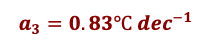 a₃ = 0.83°C dec⁻¹